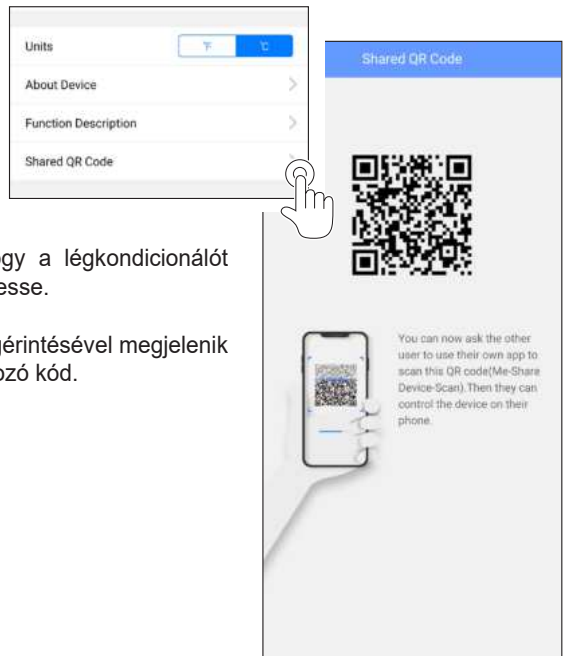 Units
℉ ℃
About Device
Function Description
Shared QR Code
Shared QR Code
gy a légkondicionálót
esse.
gérintésével megjelenik
ozó kód.
You can now ask the other
user to use their own app to
scan this QR code(Me-Share
Device-Scan).Then they can
control the device on their
phone.